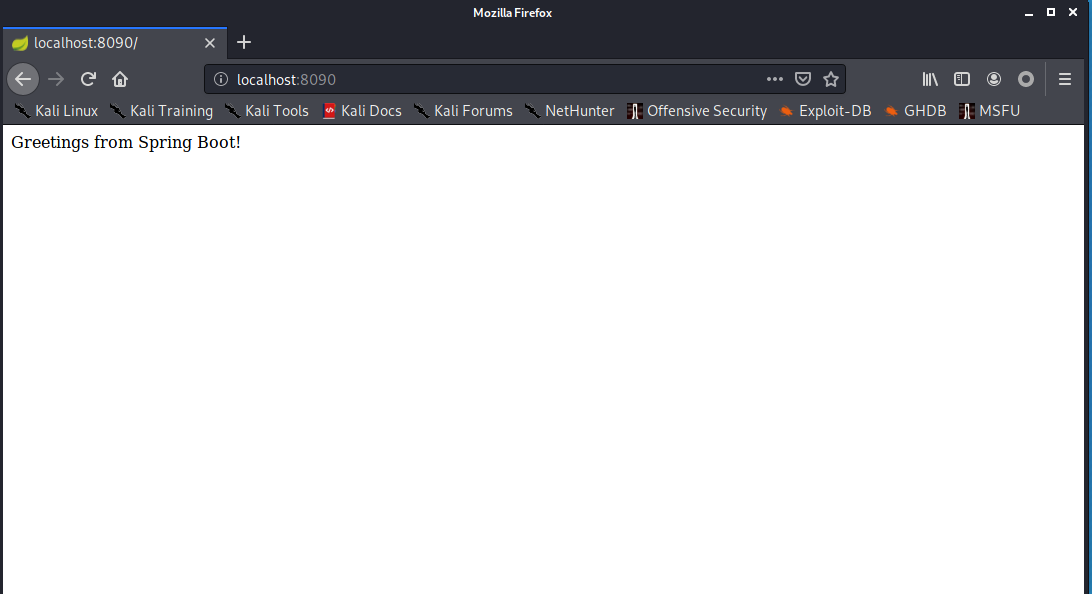 Mozilla Firefox
localhost:8090/
localhost:8090
Kali Linux Kali Training Kali Tools Kali Docs Kali Forums NetHunter Offensive Security Exploit-DB GHDB MSFU
Greetings from Spring Boot!